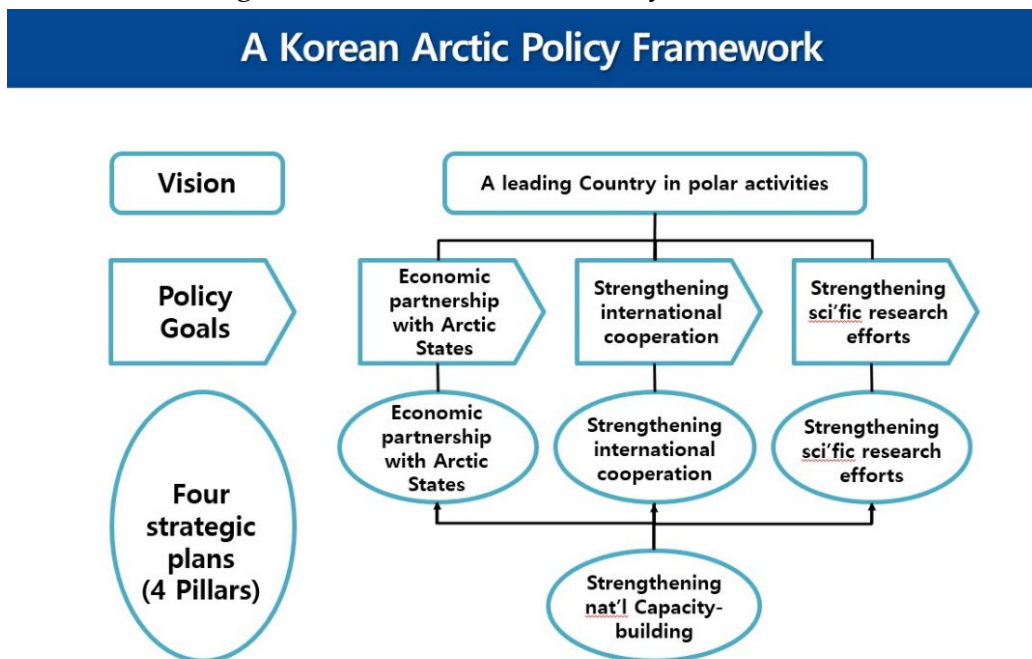 A Korean Arctic Policy Framework
Vision
A leading Country in polar activities
Policy
Goals
Economic
partnership
with Arctic
States
Strengthening
international
cooperation
Strengthening
sci'fic research
efforts
Four
strategic
plans
(4 Pillars)
Economic
partnership
with Arctic
States
Strengthening
international
cooperation
Strengthening
sci'fic research
efforts
Strengthening
nat'l Capacity-
building